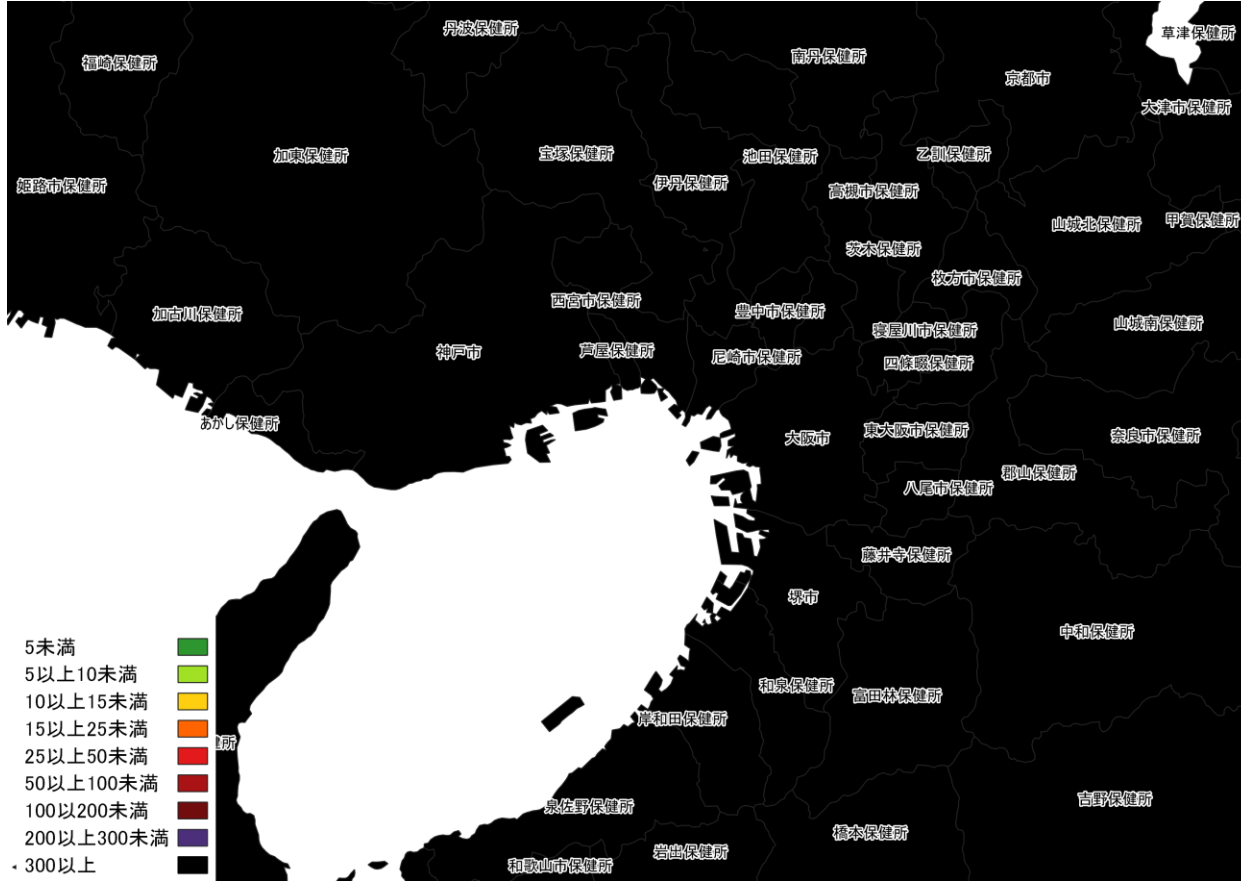 丹波保健所
草津保健所
福崎保健所
南丹保健所
京都市
大津市保健所
加東保健所
宝塚保健所
池田保健所
乙訓保健所
姫路市保健所
伊丹保健所
高槻市保健所
山城北保健所
甲賀保健所
茨木保健所
枚方市保健所
加古川保健所
西宮市保健所
豊中市保健所
寝屋川市保健所
山城南保健所
神戸市
芦屋保健所
尼崎市保健所
四條畷保健所
あかし保健所
大阪市
東大阪市保健所
奈良市保健所
郡山保健所
八尾市保健所
藤井寺保健所
堺市
中和保健所
和泉保健所
富田林保健所
岸和田保健所
健所
泉佐野保健所
吉野保健所
橋本保健所
岩出保健所
和歌山市保健所
5未満
5以上10未満
10以上15未満
15以上25未満
25以上50未満
50以上100未満
100以200未満
200以上300未満
300以上